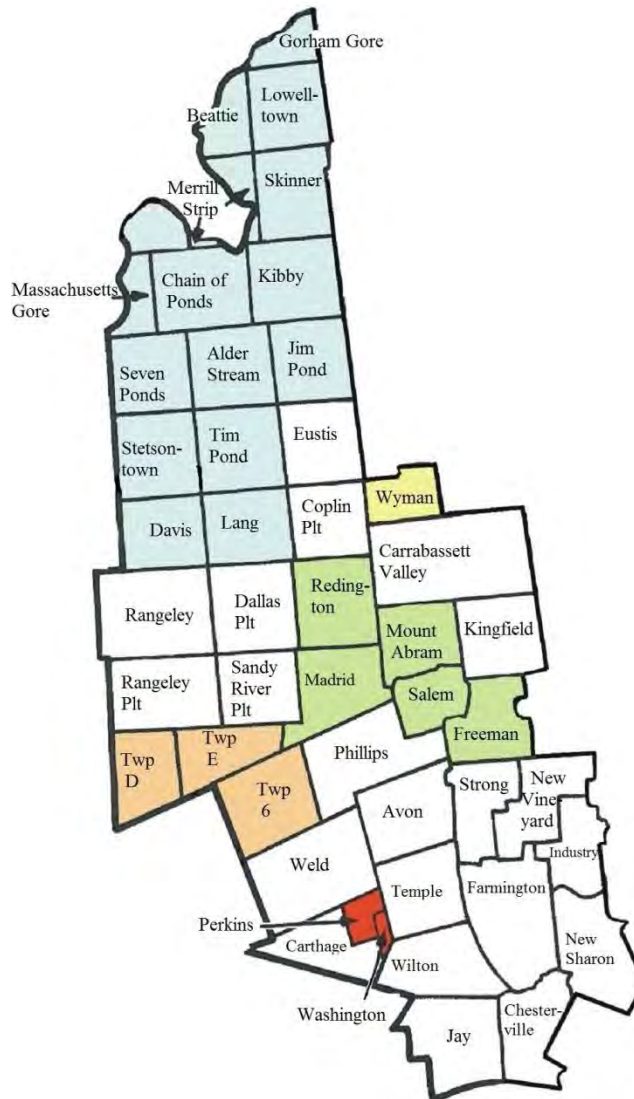 Gorham Gore
Lowell-
town
Beattie
Skinner
Merrill
Strip
Massachusetts
Gore
Chain of
Ponds
Kibby
Seven
Ponds
Alder
Stream
Jim
Pond
Stetson-
town
Tim
Pond
Eustis
Davis
Lang
Coplin
Plt
Wyman
Carrabassett
Valley
Rangeley
Dallas
Plt
Reding-
ton
Mount
Abram
Kingfield
Rangeley
Plt
Sandy
River
Plt
Madrid
Salem
Freeman
Twp
D
Twp
E
Phillips
Twp
6
Avon
Strong
New
Vine-
yard
Industry
Weld
Temple
Farmington
Perkins
Carthage
Wilton
New
Sharon
Washington
Jay
Chester-
ville